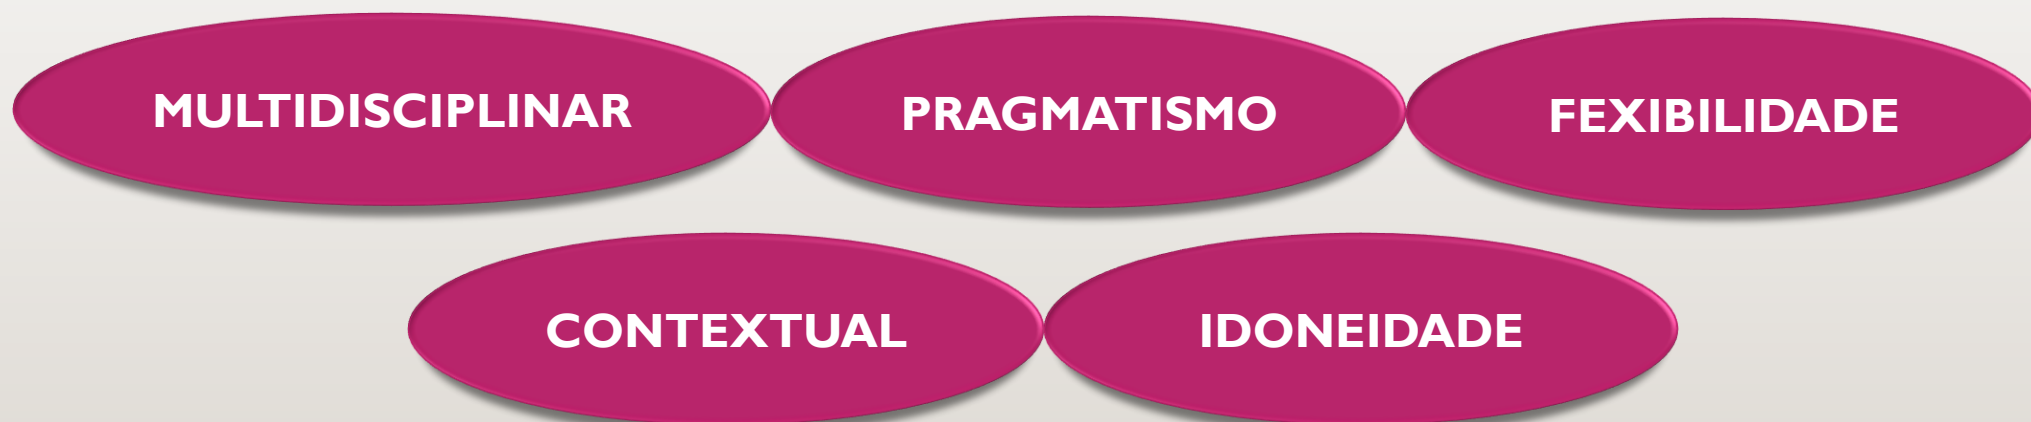 MULTIDISCIPLINAR
PRAGMATISMO
FEXIBILIDADE
CONTEXTUAL
IDONEIDADE